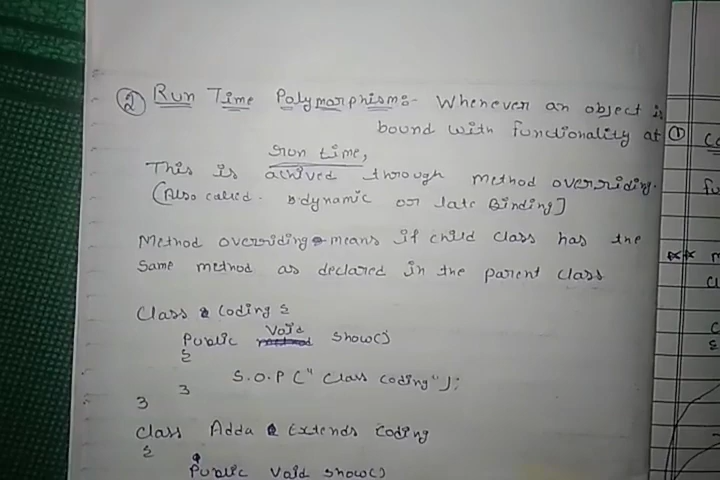 ② Run Time Polymorphism:- Whenever an object is
bound with functionality at
run time,
This is achived through method overriding.
(Also called - dynamic or late Binding]
Method overriding means if child class has the
Same method as declared in the parent class
Class Coding {
Public Void show()
{
S.O.P ("Class Coding");
}
}
Class Adda Extends Coding
{
Public Void show()
①